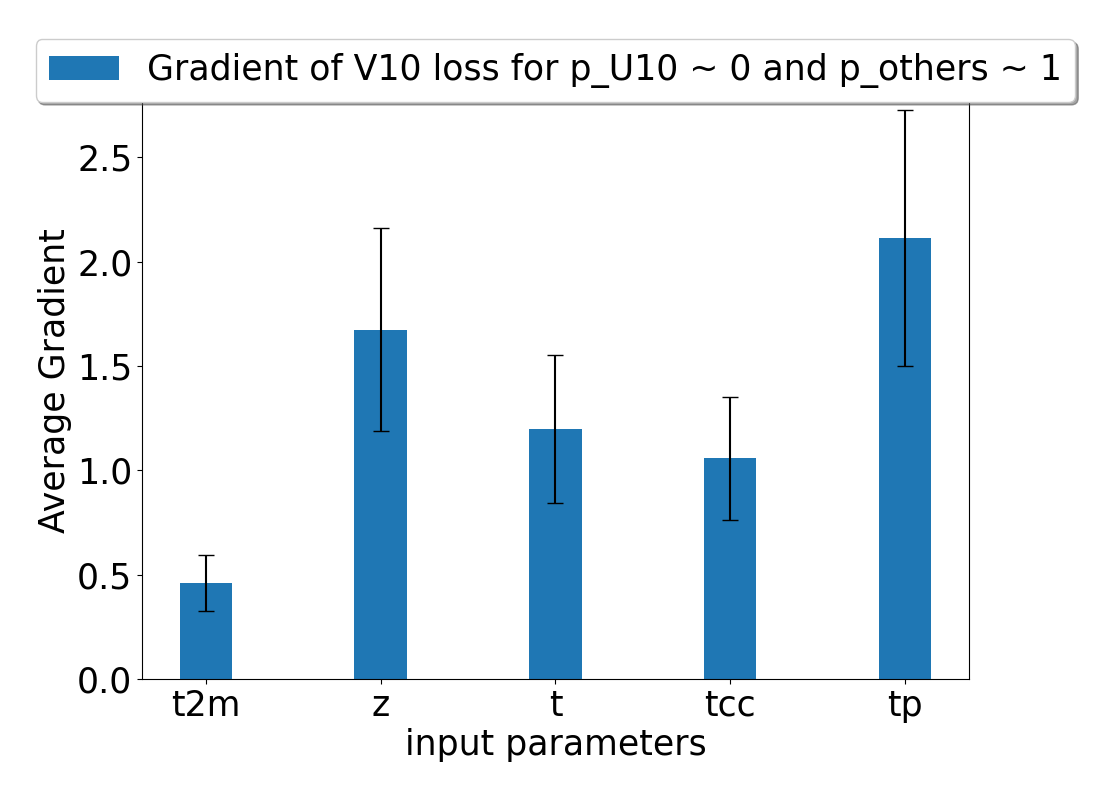 Gradient of V10 loss for p_U10 ~ 0 and p_others ~ 1
2.5
2.0
1.5
1.0
0.5
0.0
Average Gradient
t2m z t tcc tp
input parameters